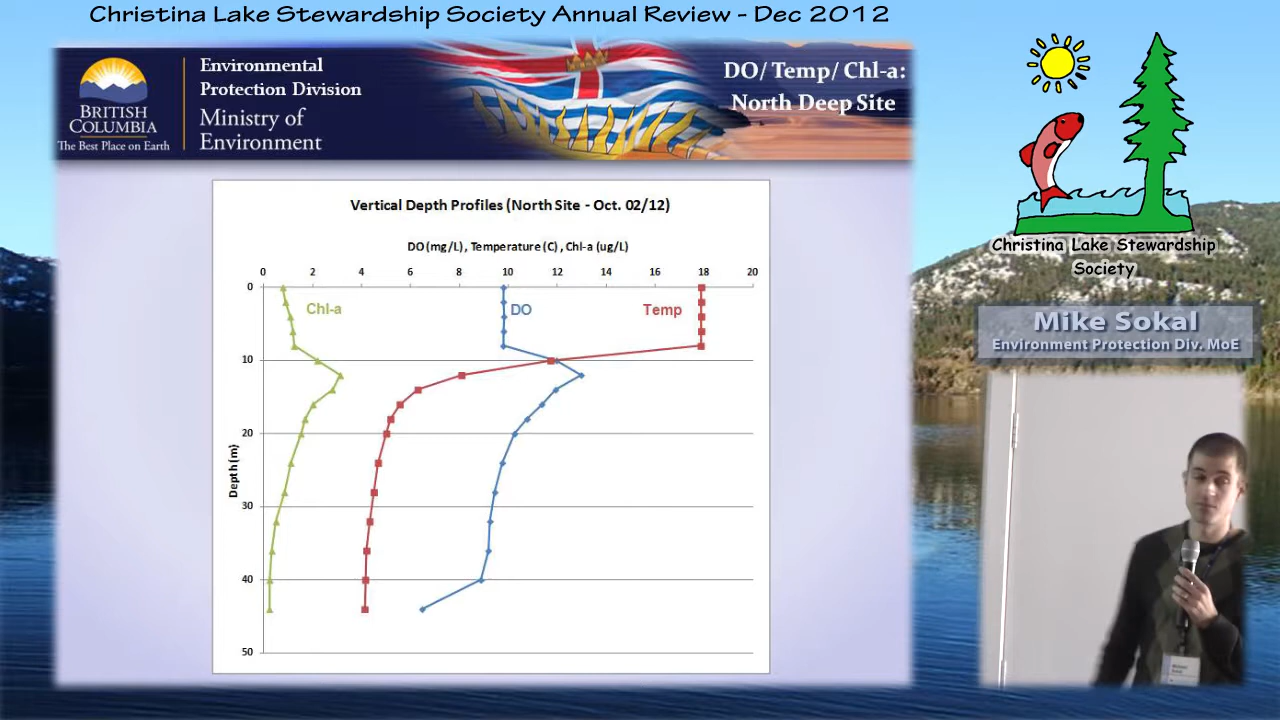 Christina Lake Stewardship Society Annual Review - Dec 2012
BRITISH
COLUMBIA
The Best Place on Earth
Environmental
Protection Division
Ministry of
Environment
DO/ Temp/ Chl-a:
North Deep Site
Christina Lake Stewardship
Society
Mike Sokal
Environment Protection Div. MoE
Vertical Depth Profiles (North Site - Oct. 02/12)
DO (mg/L) , Temperature (C) , Chl-a (ug/L)
0 2 4 6 8 10 12 14 16 18 20
0
Chl-a
DO
Temp
10
20
Depth (m)
30
40
50